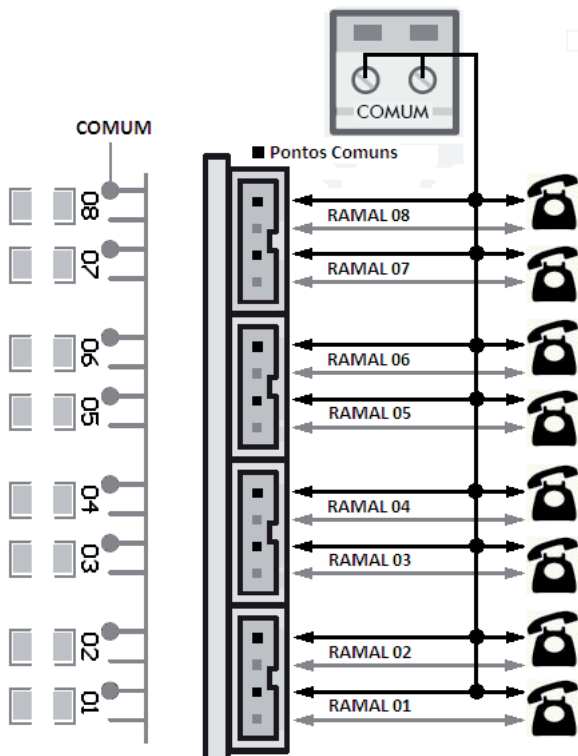 COMUM
COMUM
Pontos Comuns
08
RAMAL 08
07
RAMAL 07
06
RAMAL 06
05
RAMAL 05
04
RAMAL 04
03
RAMAL 03
02
RAMAL 02
01
RAMAL 01